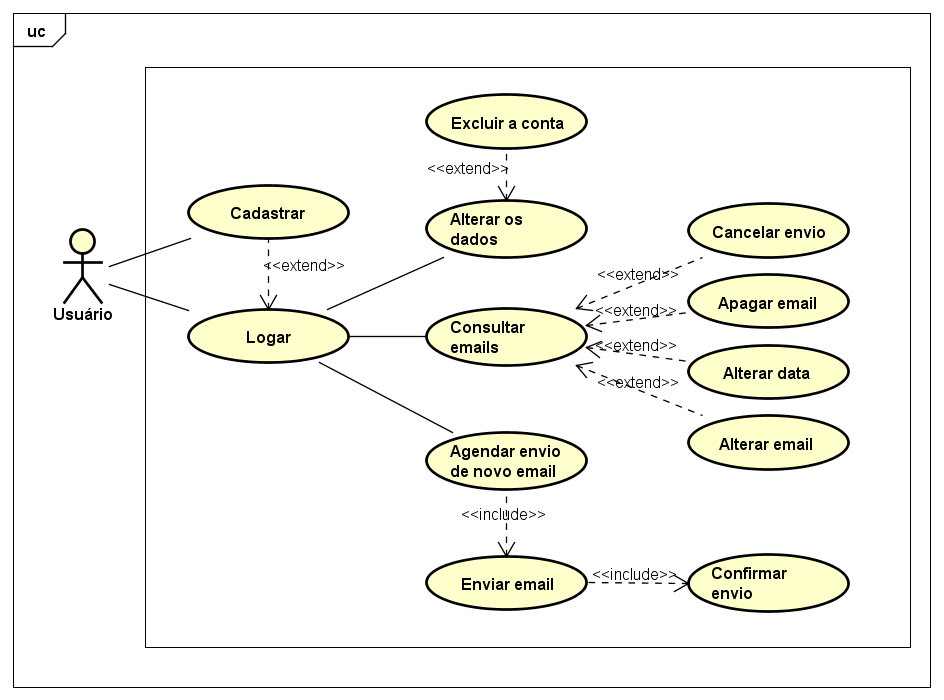 uc
Excluir a conta
<<extend>>
Cadastrar
Alterar os
dados
Cancelar envio
<<extend>>
<<extend>>
Usuário
Logar
Consultar
emails
Apagar email
<<extend>>
<<extend>>
Alterar data
<<extend>>
Alterar email
Agendar envio
de novo email
<<include>>
Enviar email
<<include>>
Confirmar
envio